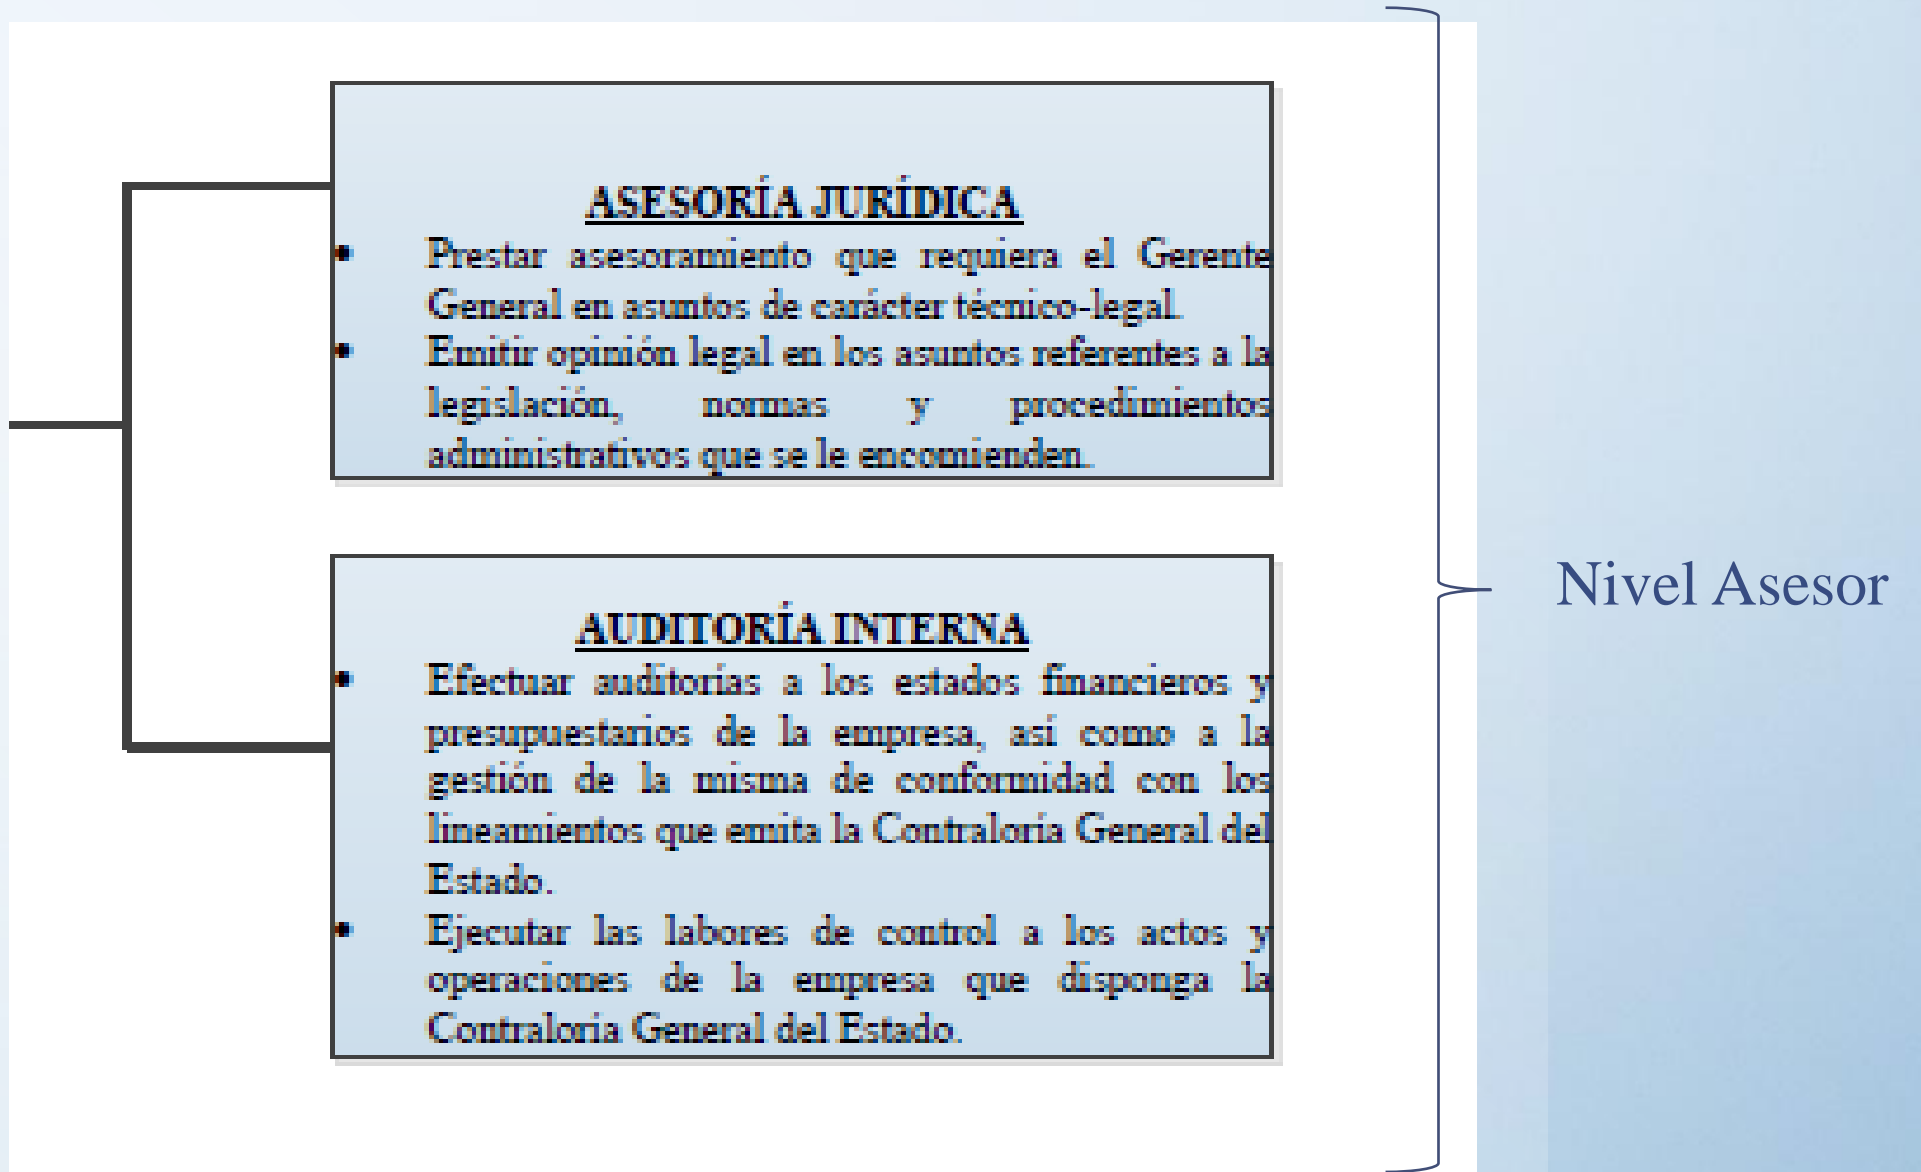 ASESORÍA JURÍDICA
• Prestar asesoramiento que requiera el Gerente
General en asuntos de carácter técnico-legal.
• Emitir opinión legal en los asuntos referentes a la
legislación, normas y procedimientos
administrativos que se le encomienden.
AUDITORÍA INTERNA
• Efectuar auditorías a los estados financieros y
presupuestarios de la empresa, así como a la
gestión de la misma de conformidad con los
lineamientos que emita la Contraloría General del
Estado.
• Ejecutar las labores de control a los actos y
operaciones de la empresa que disponga la
Contraloría General del Estado.
Nivel Asesor